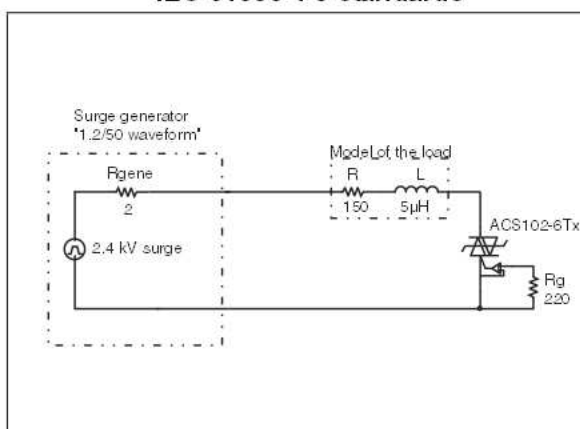 Surge generator
"1.2/50 waveform"
Rgene
2
2.4 kV surge
Model of the load
R
L
150
5µH
ACS102-6Tx
Rg
220